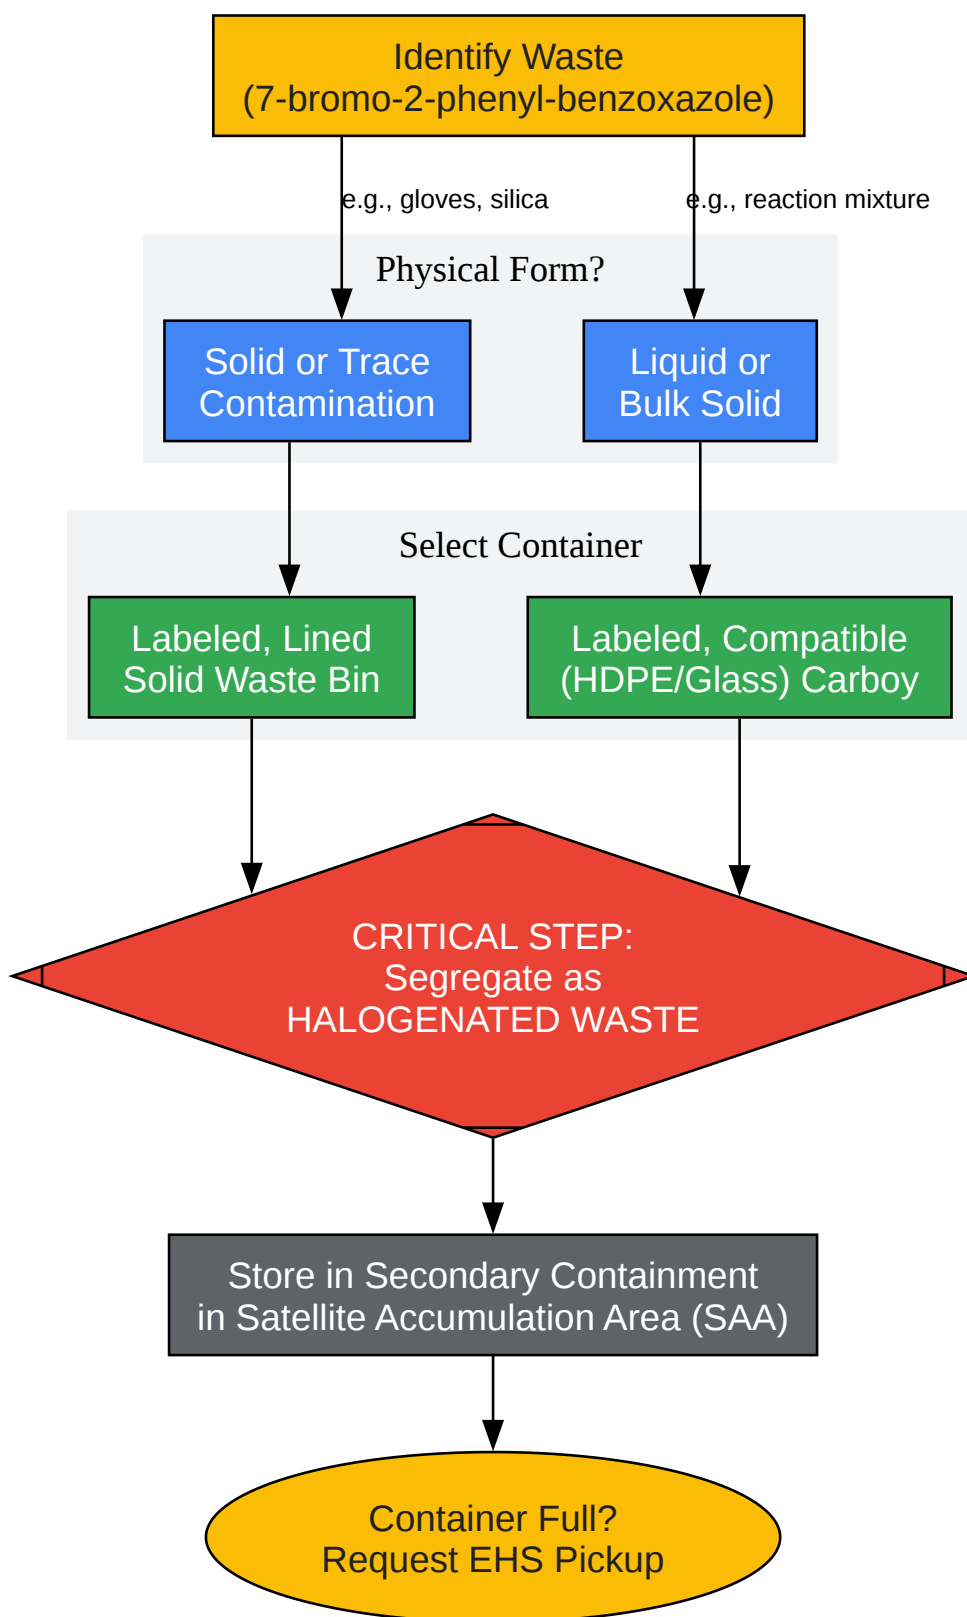 Identify Waste
(7-bromo-2-phenyl-benzoxazole)
e.g., gloves, silica
e.g., reaction mixture
Physical Form?
Solid or Trace
Contamination
Liquid or
Bulk Solid
Select Container
Labeled, Lined
Solid Waste Bin
Labeled, Compatible
(HDPE/Glass) Carboy
CRITICAL STEP:
Segregate as
HALOGENATED WASTE
Store in Secondary Containment
in Satellite Accumulation Area (SAA)
Container Full?
Request EHS Pickup